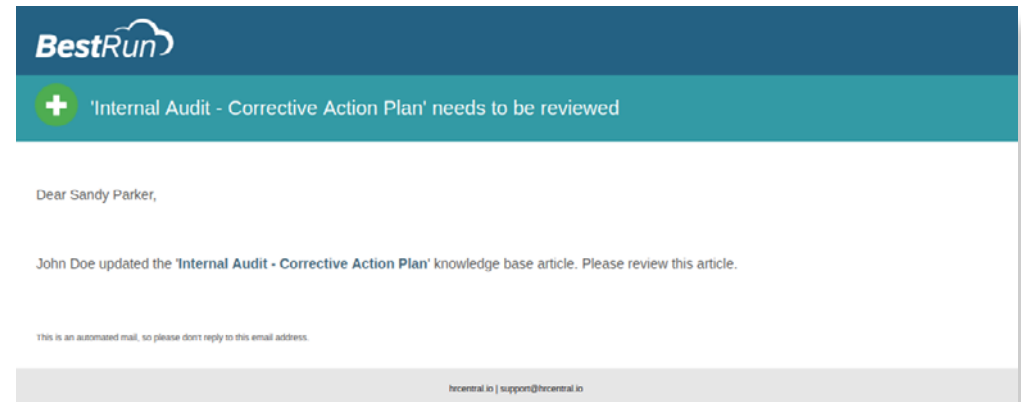 BestRun
'Internal Audit - Corrective Action Plan' needs to be reviewed
Dear Sandy Parker,
John Doe updated the 'Internal Audit - Corrective Action Plan' knowledge base article. Please review this article.
This is an automated mail, so please don't reply to this email address.
hrcentral.io | support@hrcentral.io